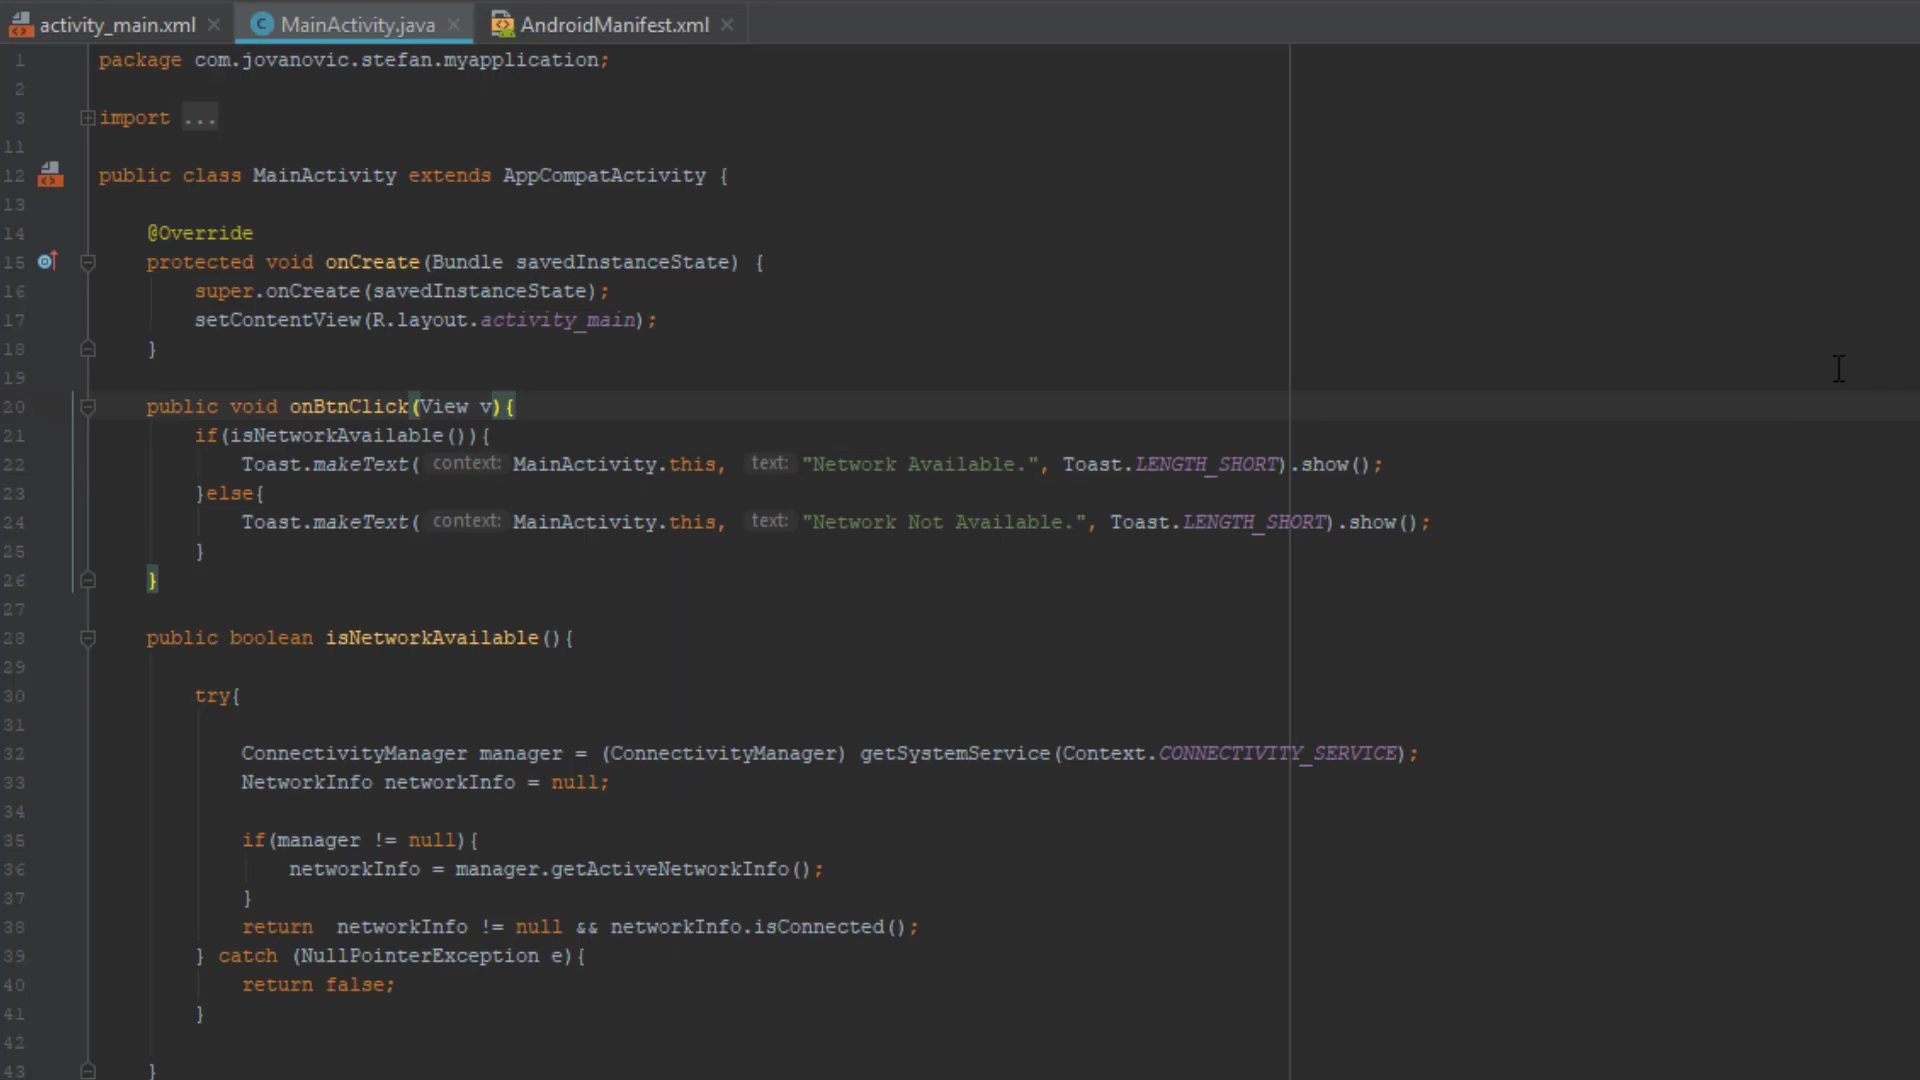 activity_main.xml MainActivity.java AndroidManifest.xml
1 package com.jovanovic.stefan.myapplication;
2
3 import ...
11
12 public class MainActivity extends AppCompatActivity {
13
14 @Override
15 protected void onCreate(Bundle savedInstanceState) {
16 super.onCreate(savedInstanceState);
17 setContentView(R.layout.activity_main);
18 }
19
20 public void onBtnClick(View v){
21 if(isNetworkAvailable()){
22 Toast.makeText( context: MainActivity.this, text: "Network Available.", Toast.LENGTH_SHORT).show();
23 }else{
24 Toast.makeText( context: MainActivity.this, text: "Network Not Available.", Toast.LENGTH_SHORT).show();
25 }
26 }
27
28 public boolean isNetworkAvailable(){
29
30 try{
31
32 ConnectivityManager manager = (ConnectivityManager) getSystemService(Context.CONNECTIVITY_SERVICE);
33 NetworkInfo networkInfo = null;
34
35 if(manager != null){
36 networkInfo = manager.getActiveNetworkInfo();
37 }
38 return  networkInfo != null && networkInfo.isConnected();
39 } catch (NullPointerException e){
40 return false;
41 }
42
43 }